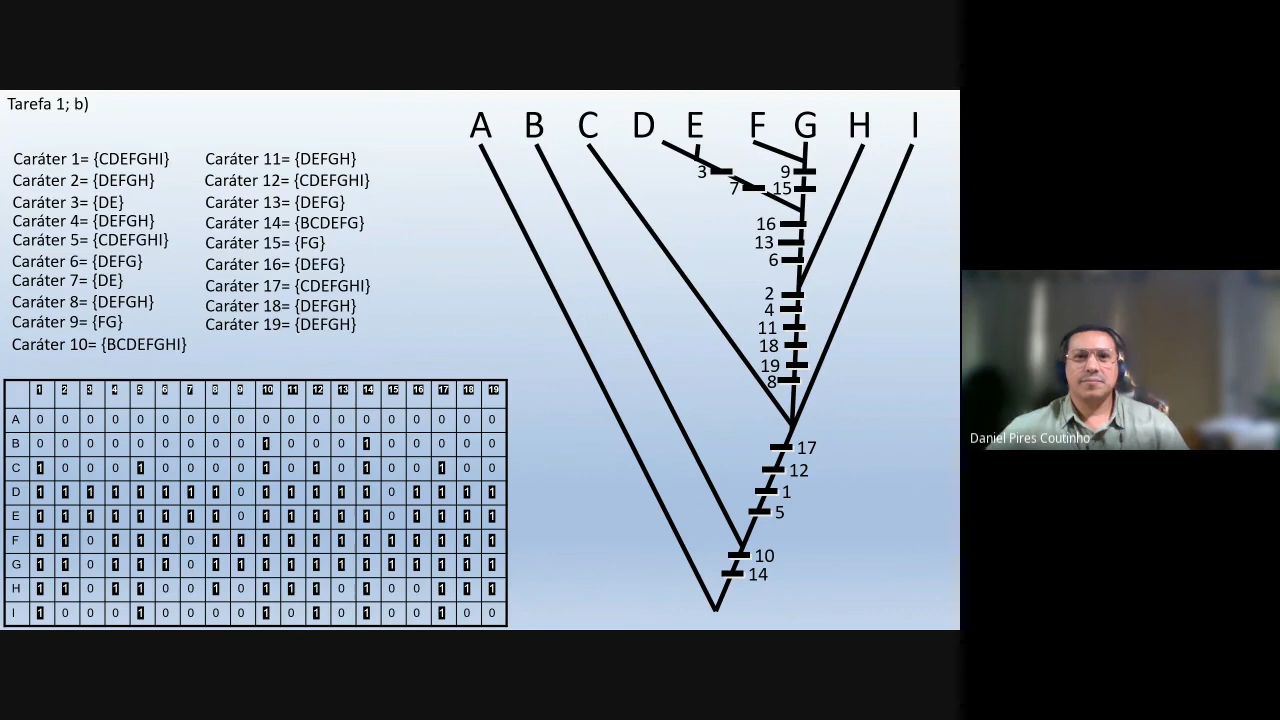 Tarefa 1; b)
Caráter 1= {CDEFGHI}
Caráter 2= {DEFGH}
Caráter 3= {DE}
Caráter 4= {DEFGH}
Caráter 5= {CDEFGHI}
Caráter 6= {DEFG}
Caráter 7= {DE}
Caráter 8= {DEFGH}
Caráter 9= {FG}
Caráter 10= {BCDEFGHI}
Caráter 11= {DEFGH}
Caráter 12= {CDEFGHI}
Caráter 13= {DEFG}
Caráter 14= {BCDEFG}
Caráter 15= {FG}
Caráter 16= {DEFG}
Caráter 17= {CDEFGHI}
Caráter 18= {DEFGH}
Caráter 19= {DEFGH}
1 2 3 4 5 6 7 8 9 10 11 12 13 14 15 16 17 18 19
A 0 0 0 0 0 0 0 0 0 0 0 0 0 0 0 0 0 0 0
B 0 0 0 0 0 0 0 0 0 1 0 0 0 1 0 0 0 0 0
C 1 0 0 0 1 0 0 0 0 1 0 1 0 1 0 0 1 0 0
D 1 1 1 1 1 1 1 1 0 1 1 1 1 1 0 1 1 1 1
E 1 1 1 1 1 1 1 1 0 1 1 1 1 1 0 1 1 1 1
F 1 1 0 1 1 1 0 1 1 1 1 1 1 1 1 1 1 1 1
G 1 1 0 1 1 1 0 1 1 1 1 1 1 1 1 1 1 1 1
H 1 1 0 1 1 0 0 1 0 1 1 1 0 1 0 0 1 1 1
I 1 0 0 0 1 0 0 0 0 1 0 1 0 1 0 0 1 0 0
A B C D E F G H I
3 9
7 15
16
13
6
2
4
11
18
19
8
17
12
1
5
10
14
Daniel Pires Coutinho